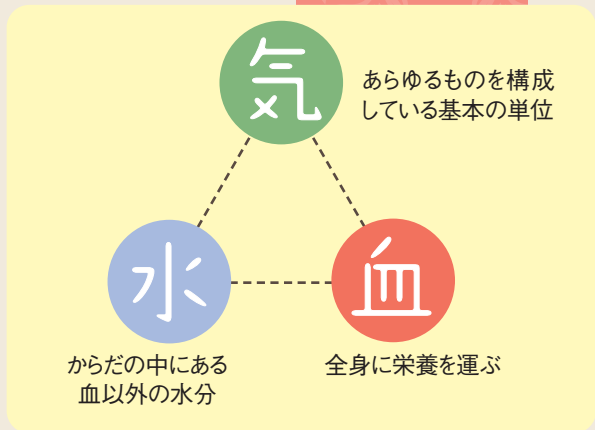 気
あらゆるものを構成
している基本の単位
水
血
からだの中にある
血以外の水分
全身に栄養を運ぶ